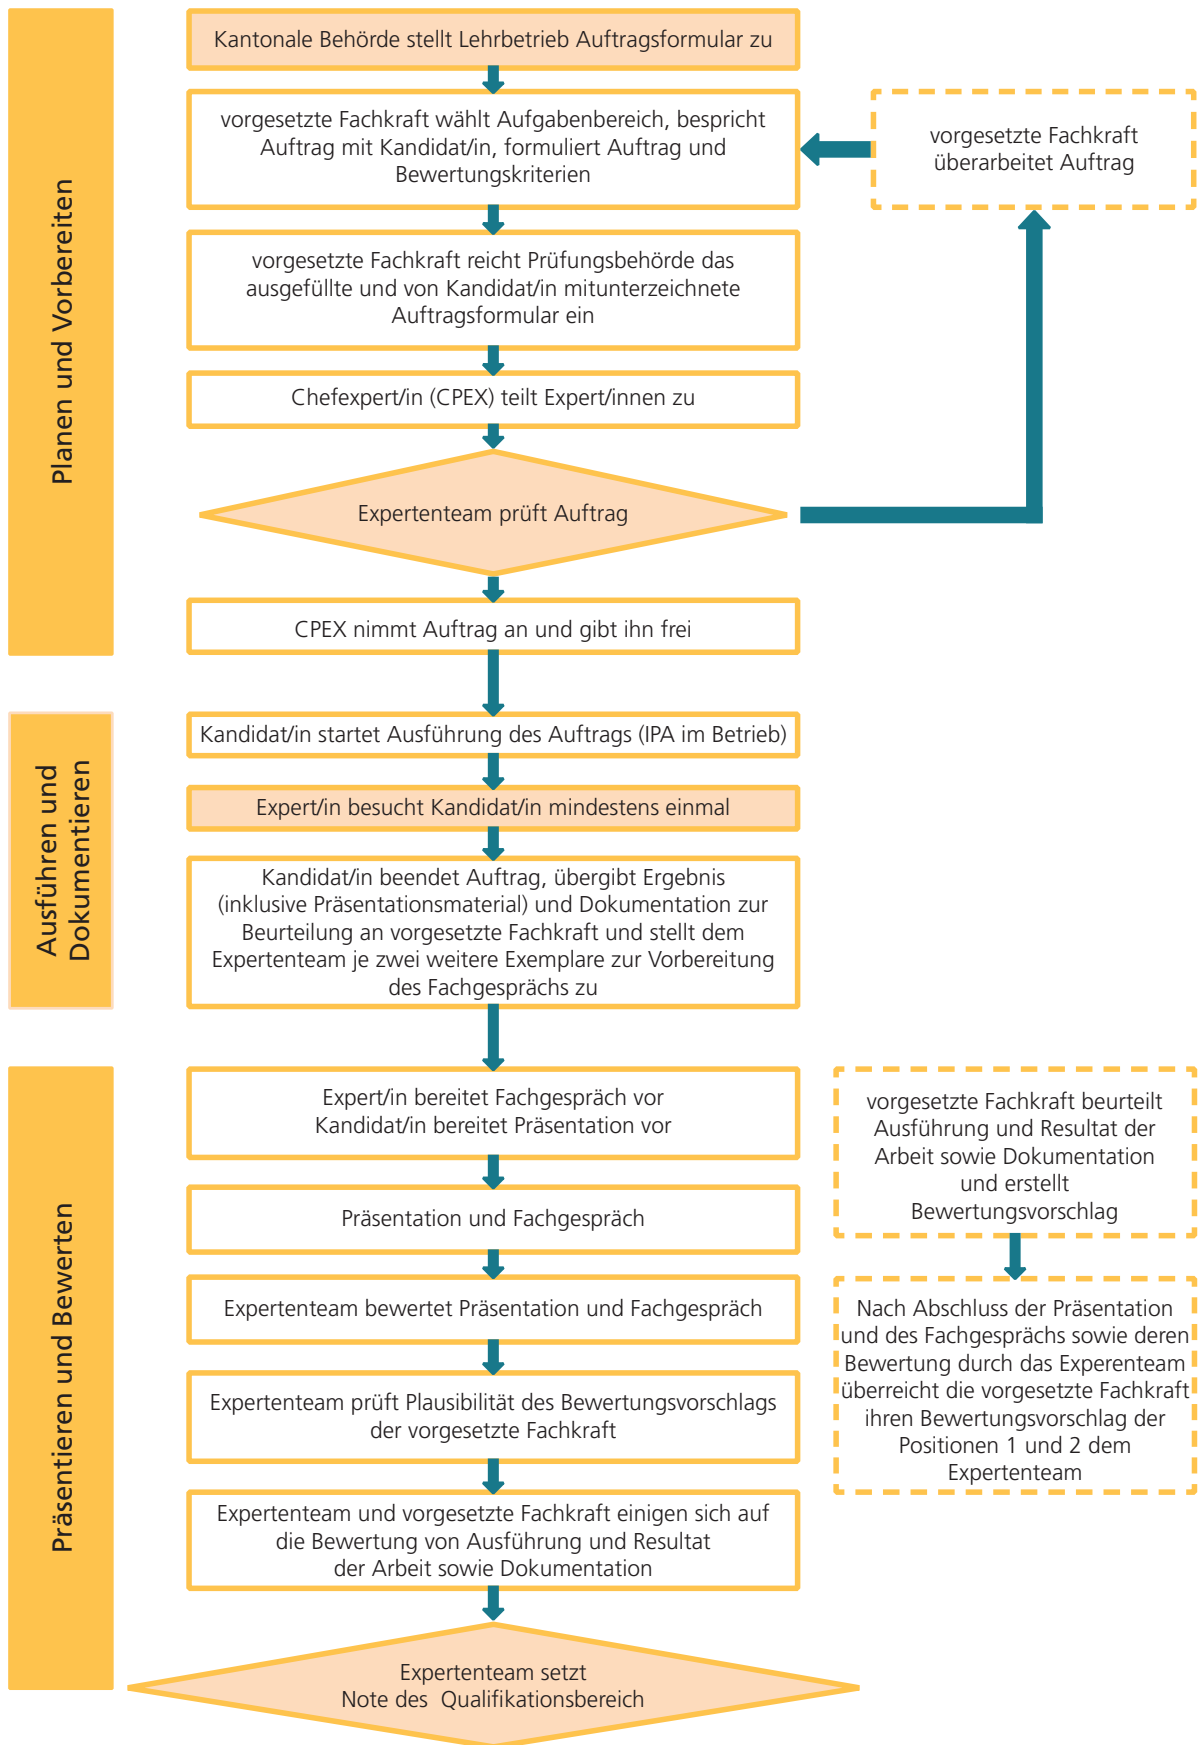 Planen und Vorbereiten
Kantonale Behörde stellt Lehrbetrieb Auftragsformular zu
vorgesetzte Fachkraft wählt Aufgabenbereich, bespricht
Auftrag mit Kandidat/in, formuliert Auftrag und
Bewertungskriterien
vorgesetzte Fachkraft
überarbeitet Auftrag
vorgesetzte Fachkraft reicht Prüfungsbehörde das
ausgefüllte und von Kandidat/in mitunterzeichnete
Auftragsformular ein
Chefexpert/in (CPEX) teilt Expert/innen zu
Expertenteam prüft Auftrag
CPEX nimmt Auftrag an und gibt ihn frei
Ausführen und
Dokumentieren
Kandidat/in startet Ausführung des Auftrags (IPA im Betrieb)
Expert/in besucht Kandidat/in mindestens einmal
Kandidat/in beendet Auftrag, übergibt Ergebnis
(inklusive Präsentationsmaterial) und Dokumentation zur
Beurteilung an vorgesetzte Fachkraft und stellt dem
Expertenteam je zwei weitere Exemplare zur Vorbereitung
des Fachgesprächs zu
Präsentieren und Bewerten
Expert/in bereitet Fachgespräch vor
Kandidat/in bereitet Präsentation vor
Präsentation und Fachgespräch
Expertenteam bewertet Präsentation und Fachgespräch
Expertenteam prüft Plausibilität des Bewertungsvorschlags
der vorgesetzte Fachkraft
Expertenteam und vorgesetzte Fachkraft einigen sich auf
die Bewertung von Ausführung und Resultat
der Arbeit sowie Dokumentation
Expertenteam setzt
Note des Qualifikationsbereich
vorgesetzte Fachkraft beurteilt
Ausführung und Resultat der
Arbeit sowie Dokumentation
und erstellt
Bewertungsvorschlag
Nach Abschluss der Präsentation
und des Fachgesprächs sowie deren
Bewertung durch das Experenteam
überreicht die vorgesetzte Fachkraft
ihren Bewertungsvorschlag der
Positionen 1 und 2 dem
Expertenteam